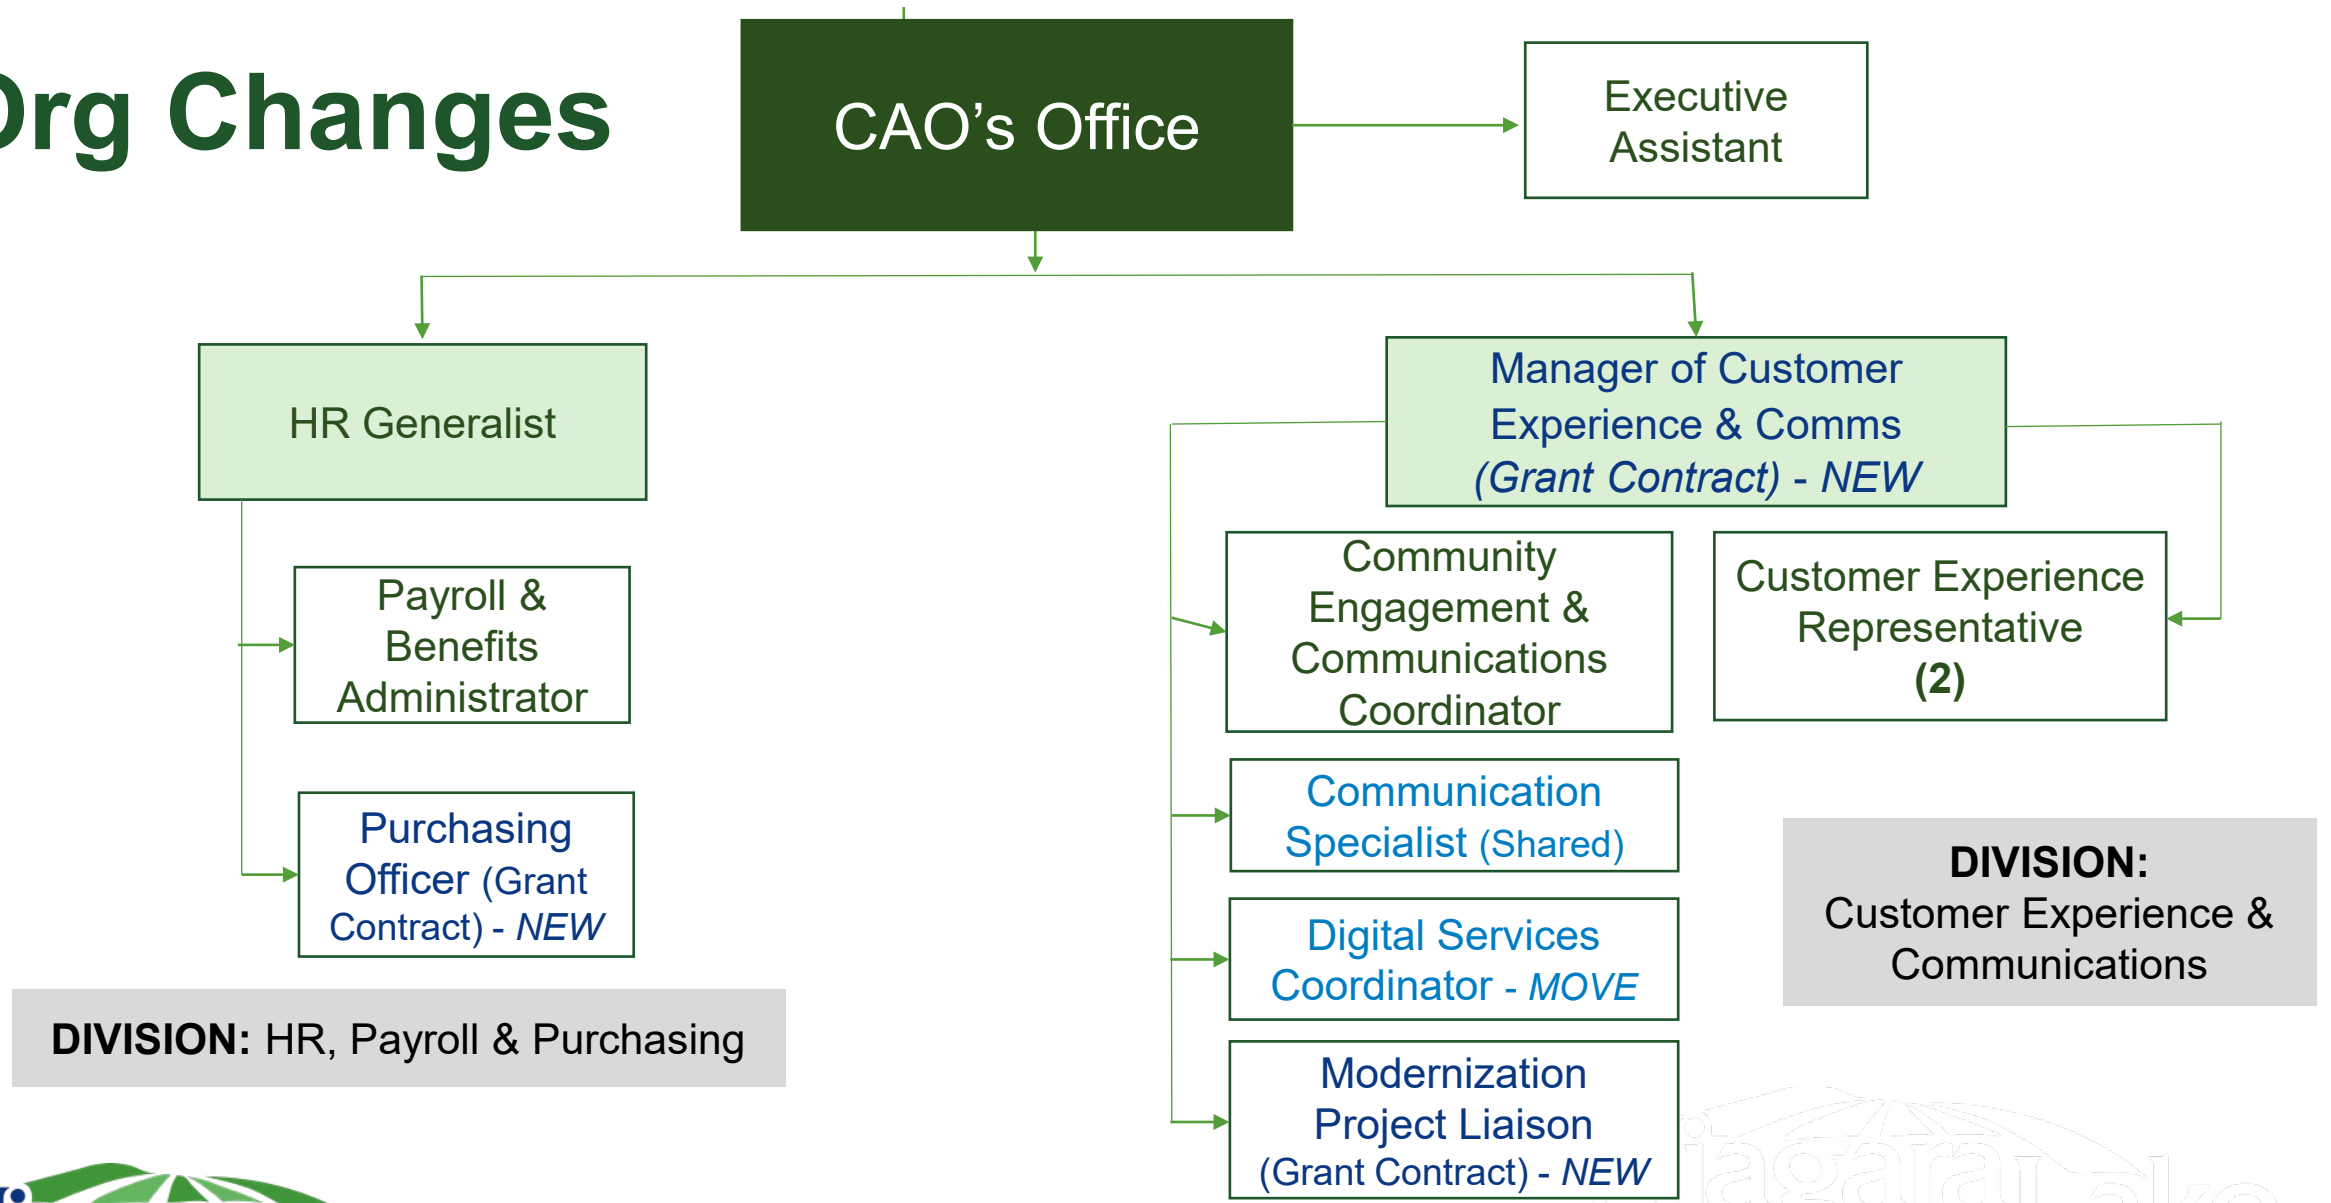 Org Changes
CAO’s Office
Executive
Assistant
HR Generalist
Manager of Customer
Experience & Comms
(Grant Contract) - NEW
Payroll &
Benefits
Administrator
Purchasing
Officer (Grant
Contract) - NEW
DIVISION: HR, Payroll & Purchasing
Community
Engagement &
Communications
Coordinator
Customer Experience
Representative
(2)
Communication
Specialist (Shared)
Digital Services
Coordinator - MOVE
Modernization
Project Liaison
(Grant Contract) - NEW
DIVISION:
Customer Experience &
Communications